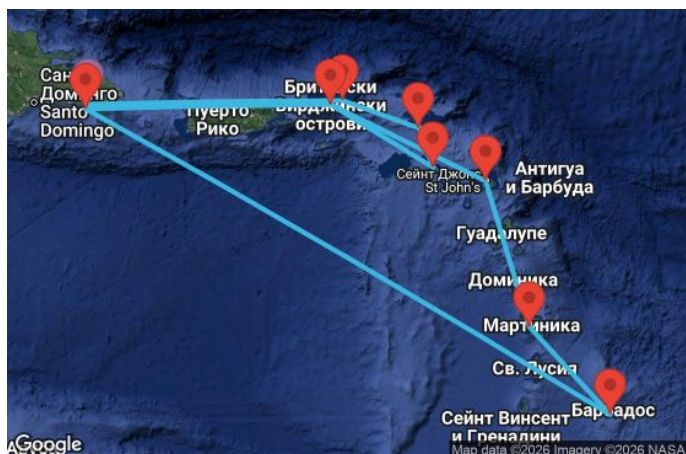 Санто
Доминго
Santo
Domingo
Пуерто
Рико
Британски
Вирджински
острови
Сейнт Джонс
St John's
Антигуа
и Барбуда
Гуадалупе
Доминика
Мартиника
Св. Лусия
Барбадос
Сейнт Винсент
и Гренадини
Google
Map data ©2026 Imagery ©2026 NASA